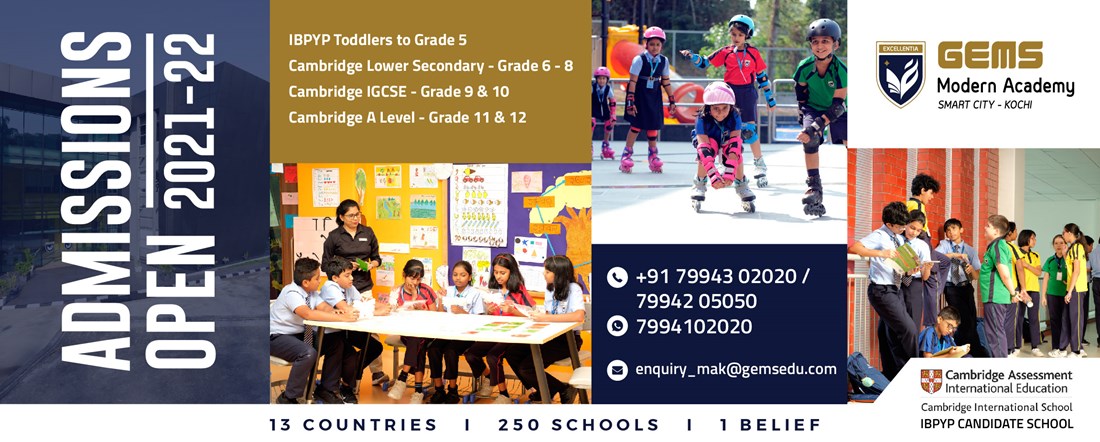 ADMISSIONS
OPEN 2021-22
IBPYP Toddlers to Grade 5
Cambridge Lower Secondary - Grade 6 - 8
Cambridge IGCSE - Grade 9 & 10
Cambridge A Level - Grade 11 & 12
EXCELLENTIA
GEMS
Modern Academy
SMART CITY - KOCHI
+91 79943 02020 /
79942 05050
7994102020
enquiry_mak@gemsedu.com
Cambridge Assessment
International Education
Cambridge International School
IBPYP CANDIDATE SCHOOL
13 COUNTRIES I 250 SCHOOLS I 1 BELIEF